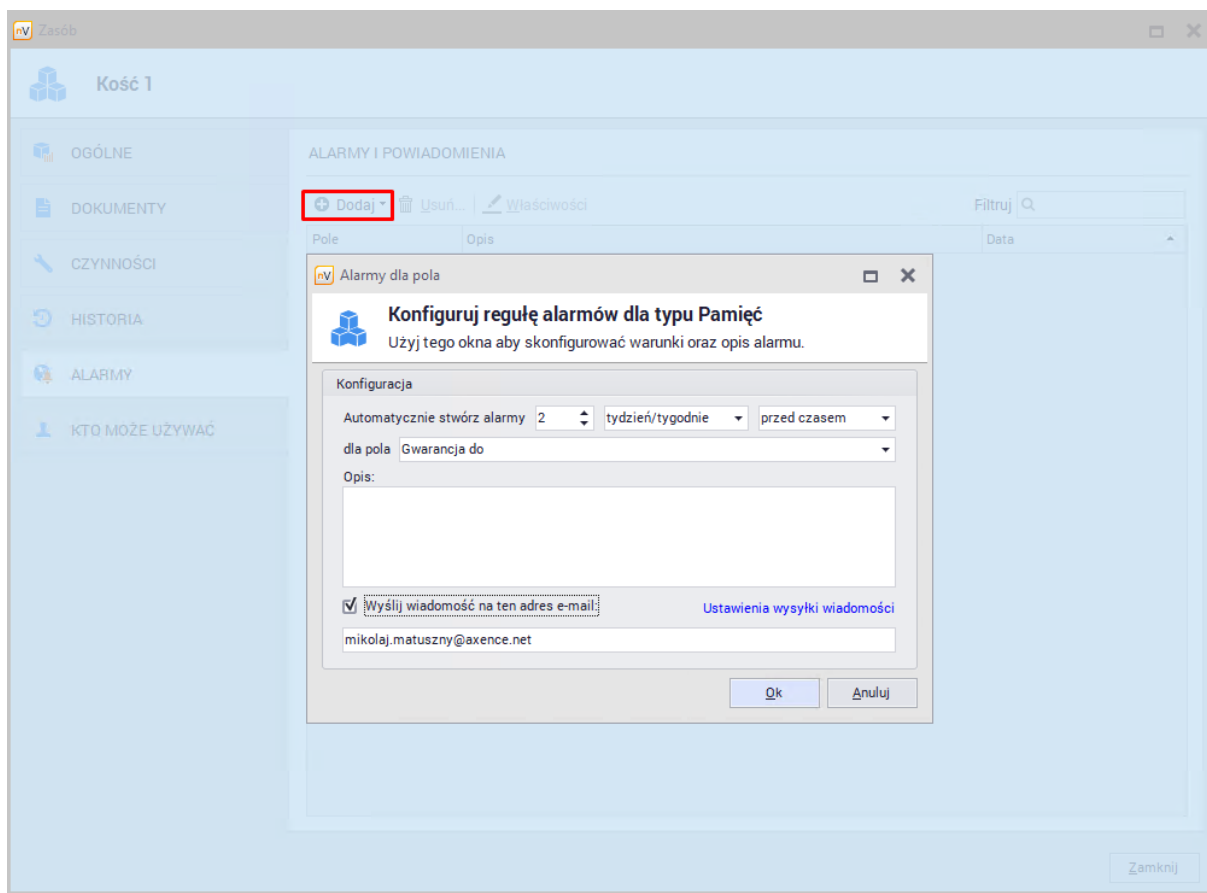 nV Zasób
Kość 1
OGÓLNE
DOKUMENTY
CZYNNOŚCI
HISTORIA
ALARMY
KTO MOŻE UŻYWAĆ
ALARMY I POWIADOMIENIA
Dodaj Usuń... Właściwości Filtruj
Pole Opis Data
nV Alarmy dla pola
Konfiguruj regułę alarmów dla typu Pamięć
Użyj tego okna aby skonfigurować warunki oraz opis alarmu.
Konfiguracja
Automatycznie stwórz alarmy 2 tydzień/tygodnie przed czasem
dla pola Gwarancja do
Opis:
Wyślij wiadomość na ten adres e-mail: Ustawienia wysyłki wiadomości
mikolaj.matuszny@axence.net
Ok Anuluj
Zamknij